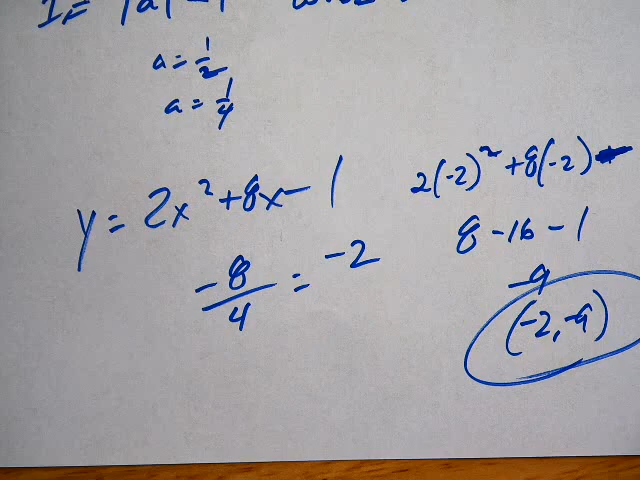 a = 1/2
a = 1/4
y = 2x² + 8x - 1
-8/4 = -2
2(-2)² + 8(-2)
8 - 16 - 1
-9
(-2, -9)